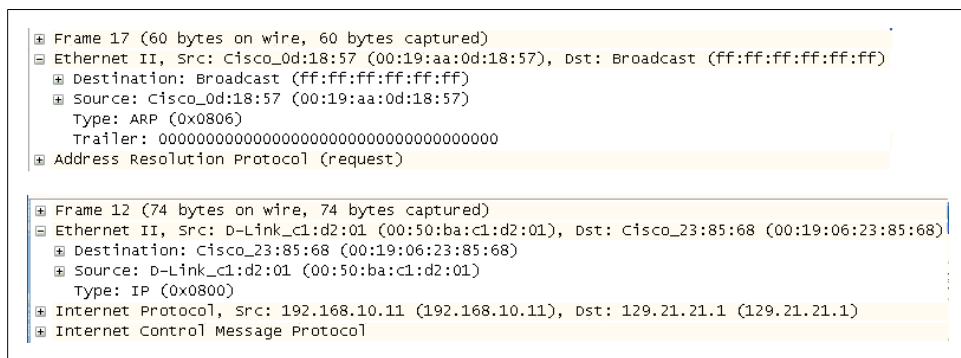 Frame 17 (60 bytes on wire, 60 bytes captured)
Ethernet II, Src: Cisco_0d:18:57 (00:19:aa:0d:18:57), Dst: Broadcast (ff:ff:ff:ff:ff:ff)
Destination: Broadcast (ff:ff:ff:ff:ff:ff)
Source: Cisco_0d:18:57 (00:19:aa:0d:18:57)
Type: ARP (0x0806)
Trailer: 000000000000000000000000000000000000
Address Resolution Protocol (request)
Frame 12 (74 bytes on wire, 74 bytes captured)
Ethernet II, Src: D-Link_c1:d2:01 (00:50:ba:c1:d2:01), Dst: Cisco_23:85:68 (00:19:06:23:85:68)
Destination: Cisco_23:85:68 (00:19:06:23:85:68)
Source: D-Link_c1:d2:01 (00:50:ba:c1:d2:01)
Type: IP (0x0800)
Internet Protocol, Src: 192.168.10.11 (192.168.10.11), Dst: 129.21.21.1 (129.21.21.1)
Internet Control Message Protocol